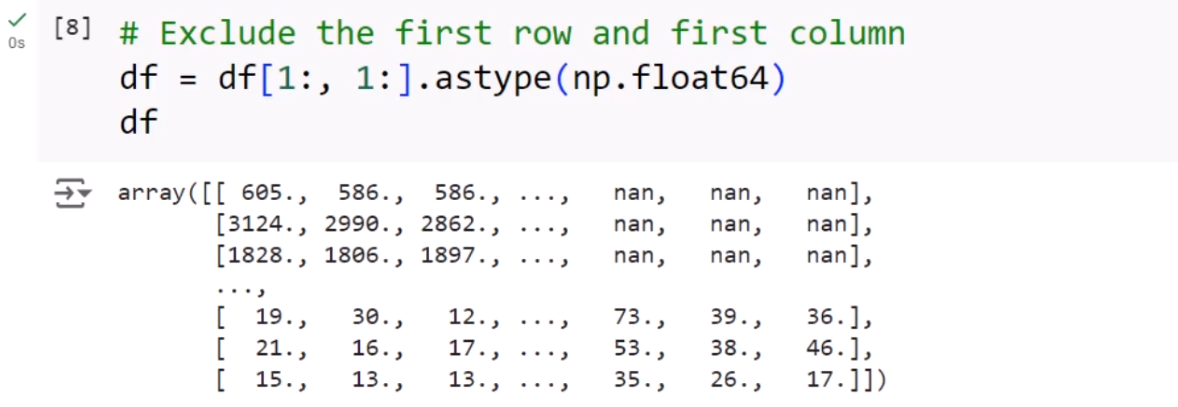 [8] # Exclude the first row and first column
0s
df = df[1:, 1:].astype(np.float64)
df
array([[ 605.,  586.,  586., ...,   nan,   nan,   nan],
       [3124., 2990., 2862., ...,   nan,   nan,   nan],
       [1828., 1806., 1897., ...,   nan,   nan,   nan],
       ...,
       [  19.,   30.,   12., ...,   73.,   39.,   36.],
       [  21.,   16.,   17., ...,   53.,   38.,   46.],
       [  15.,   13.,   13., ...,   35.,   26.,   17.]])